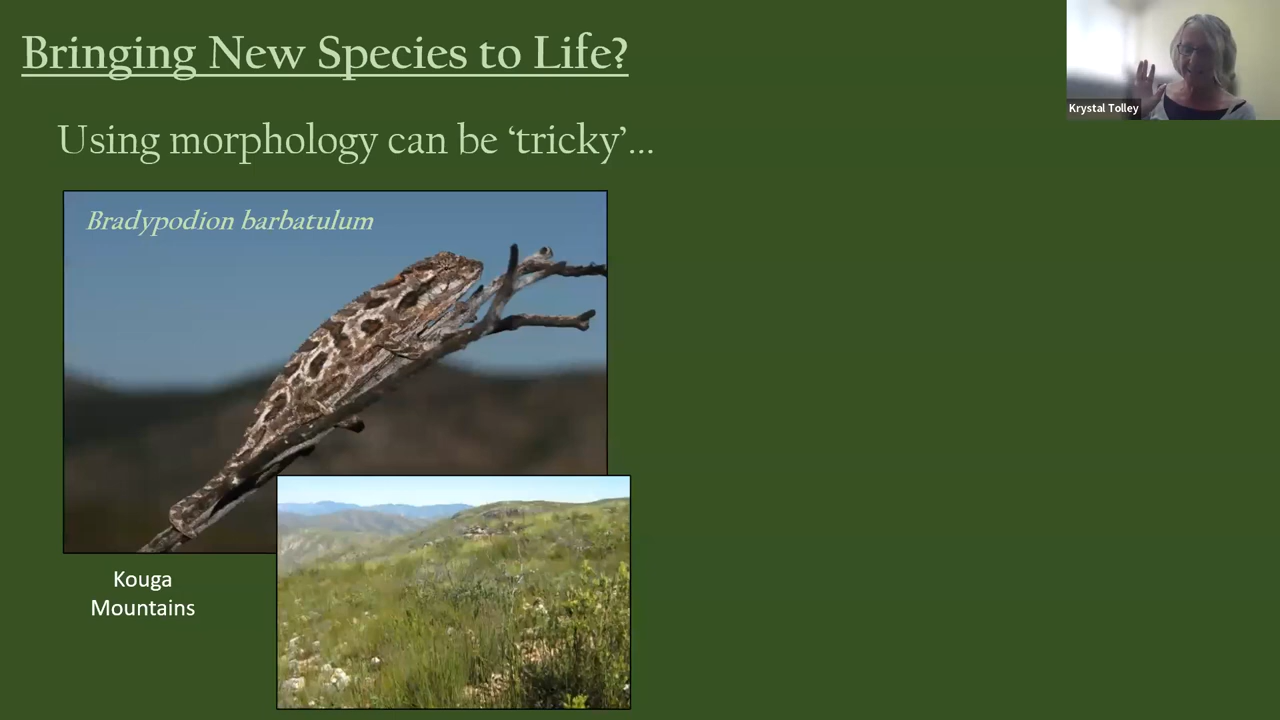 Bringing New Species to Life?
Krystal Tolley
Using morphology can be ‘tricky’...
Bradypodion barbatulum
Kouga
Mountains